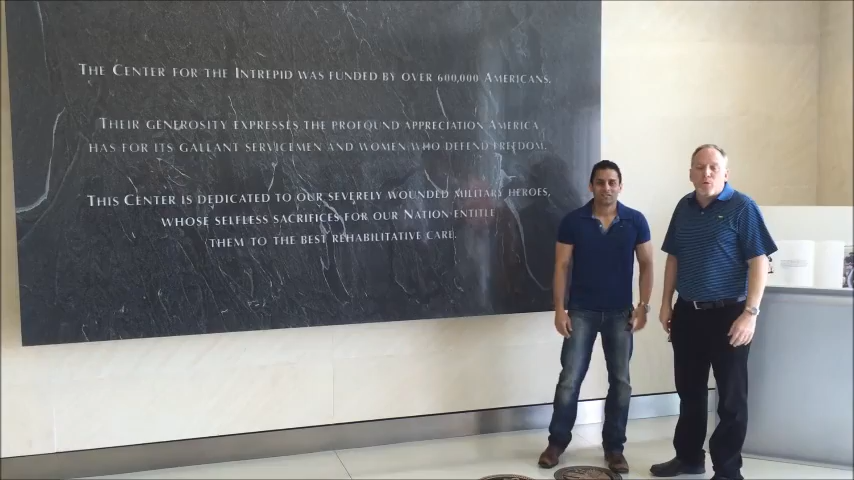 The Center for the Intrepid was funded by over 600,000 Americans.
Their generosity expresses the profound appreciation America
has for its gallant servicemen and women who defend freedom.
This Center is dedicated to our severely wounded military heroes,
whose selfless sacrifices for our Nation entitle
them to the best rehabilitative care.